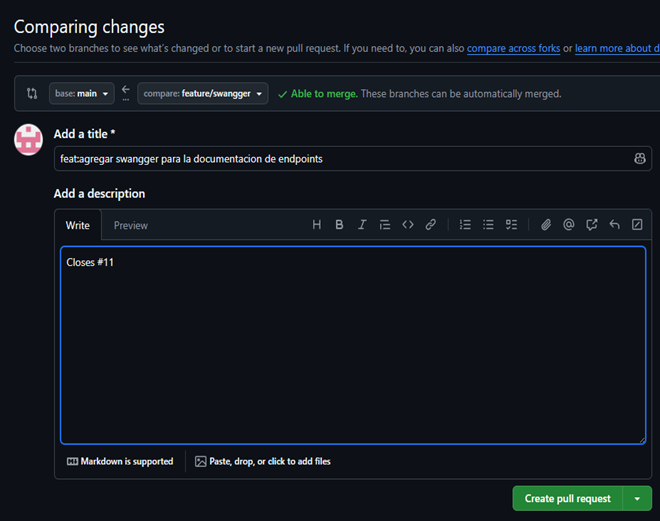 Comparing changes
Choose two branches to see what's changed or to start a new pull request. If you need to, you can also compare across forks or learn more about d
base: main compare: feature/swangger Able to merge. These branches can be automatically merged.
Add a title *
feat:agregar swangger para la documentacion de endpoints
Add a description
Write Preview
Closes #11
Markdown is supported Paste, drop, or click to add files
Create pull request